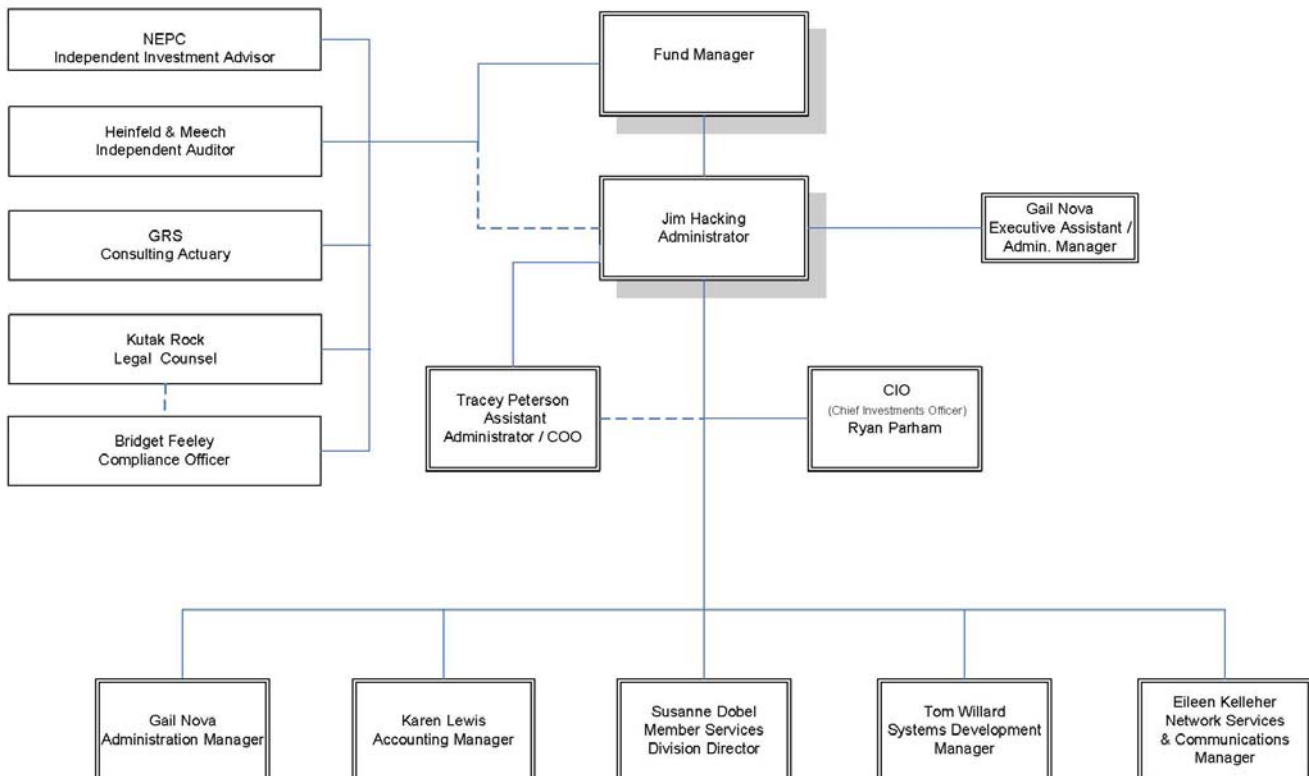 NEPC
Independent Investment Advisor
Heinfeld & Meech
Independent Auditor
GRS
Consulting Actuary
Kutak Rock
Legal Counsel
Bridget Feeley
Compliance Officer
Fund Manager
Jim Hacking
Administrator
Gail Nova
Executive Assistant /
Admin. Manager
Tracey Peterson
Assistant
Administrator / COO
CIO
(Chief Investments Officer)
Ryan Parham
Gail Nova
Administration Manager
Karen Lewis
Accounting Manager
Susanne Dobel
Member Services
Division Director
Tom Willard
Systems Development
Manager
Eileen Kelleher
Network Services
& Communications
Manager